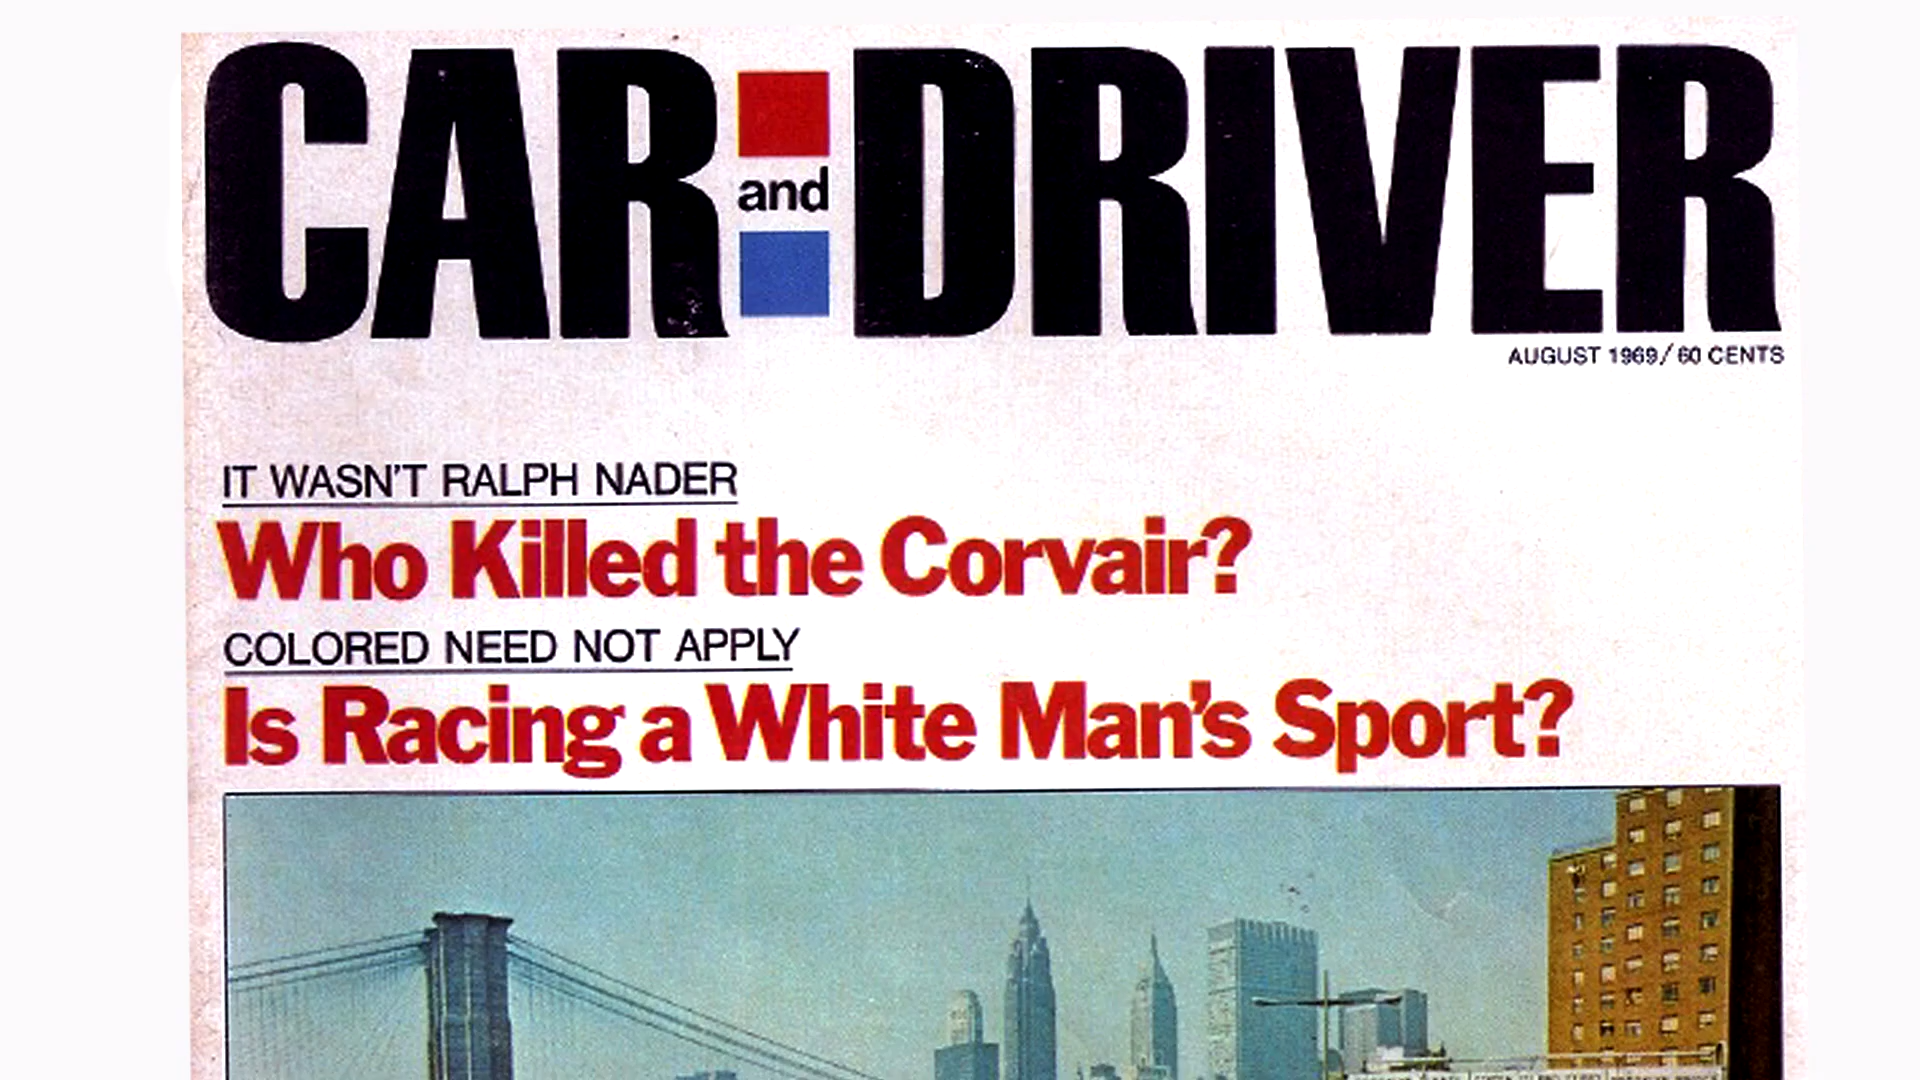 CAR and DRIVER
AUGUST 1969/60 CENTS
IT WASN'T RALPH NADER
Who Killed the Corvair?
COLORED NEED NOT APPLY
Is Racing a White Man's Sport?